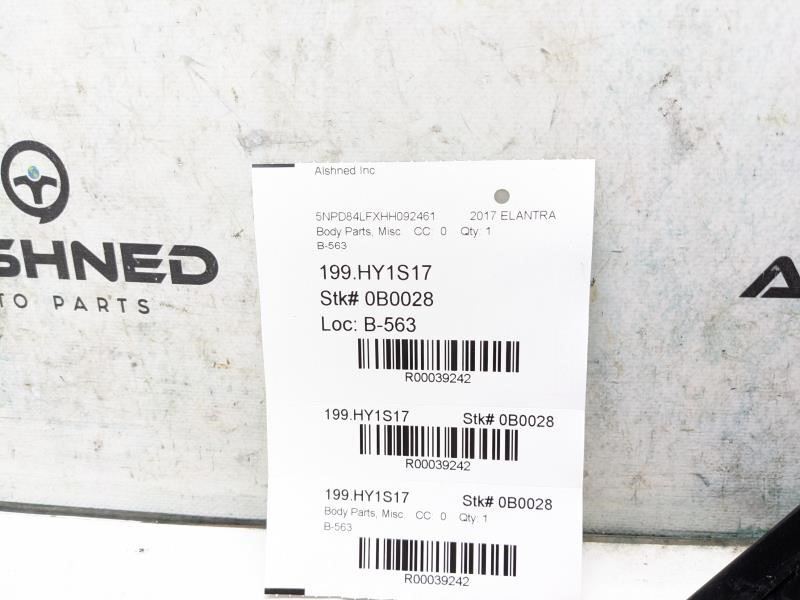 SHNED
TO PARTS
A
Alshned Inc
5NPD84LFXHH092461 2017 ELANTRA
Body Parts, Misc. CC: 0 Qty: 1
B-563
199.HY1S17
Stk# 0B0028
Loc: B-563
R00039242
199.HY1S17 Stk# 0B0028
R00039242
199.HY1S17 Stk# 0B0028
Body Parts, Misc. CC: 0 Qty: 1
B-563
R00039242